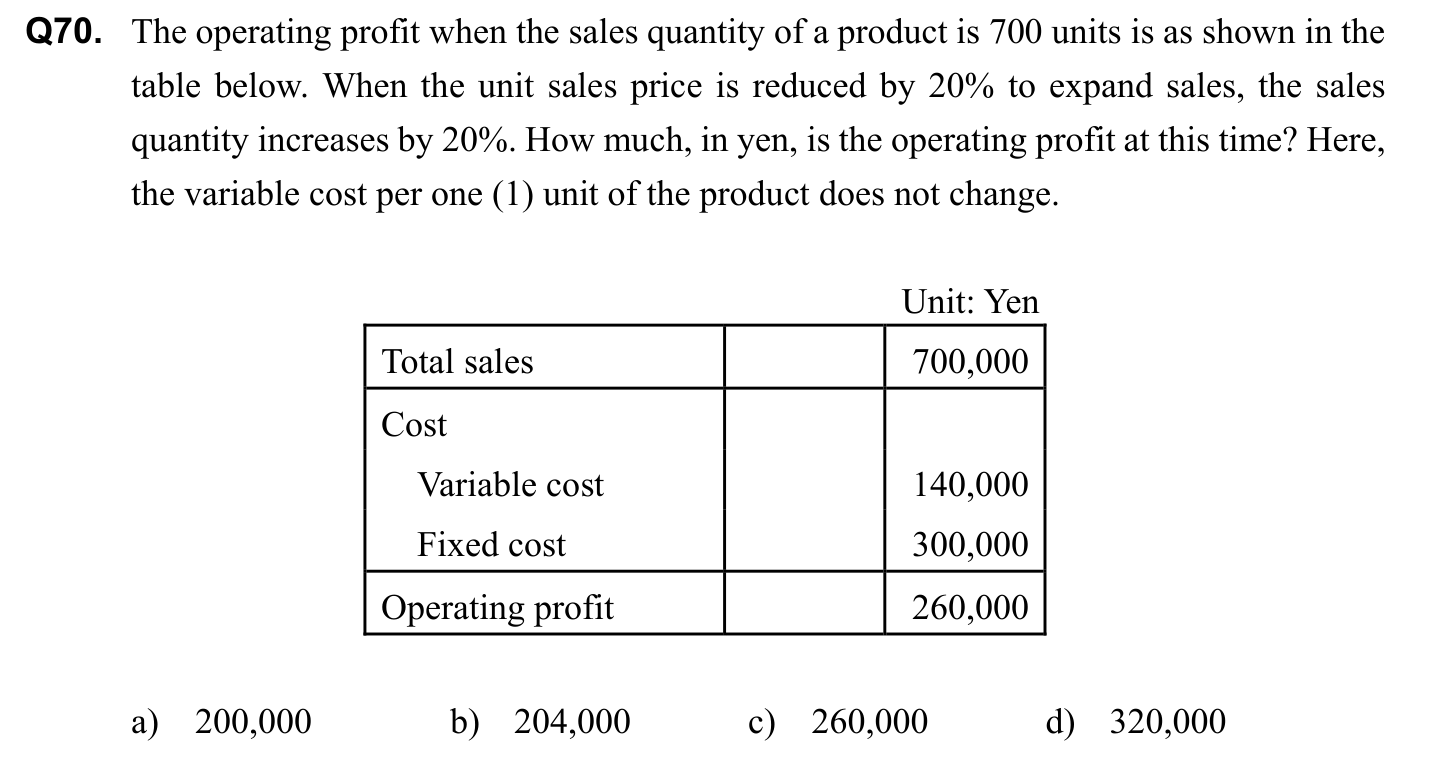 Q70. The operating profit when the sales quantity of a product is 700 units is as shown in the
table below. When the unit sales price is reduced by 20% to expand sales, the sales
quantity increases by 20%. How much, in yen, is the operating profit at this time? Here,
the variable cost per one (1) unit of the product does not change.
Unit: Yen
Total sales 700,000
Cost
Variable cost 140,000
Fixed cost 300,000
Operating profit 260,000
a) 200,000 b) 204,000 c) 260,000 d) 320,000